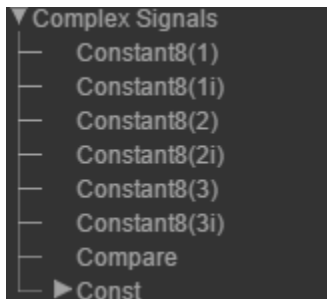 Complex Signals
Constant8(1)
Constant8(1i)
Constant8(2)
Constant8(2i)
Constant8(3)
Constant8(3i)
Compare
Const